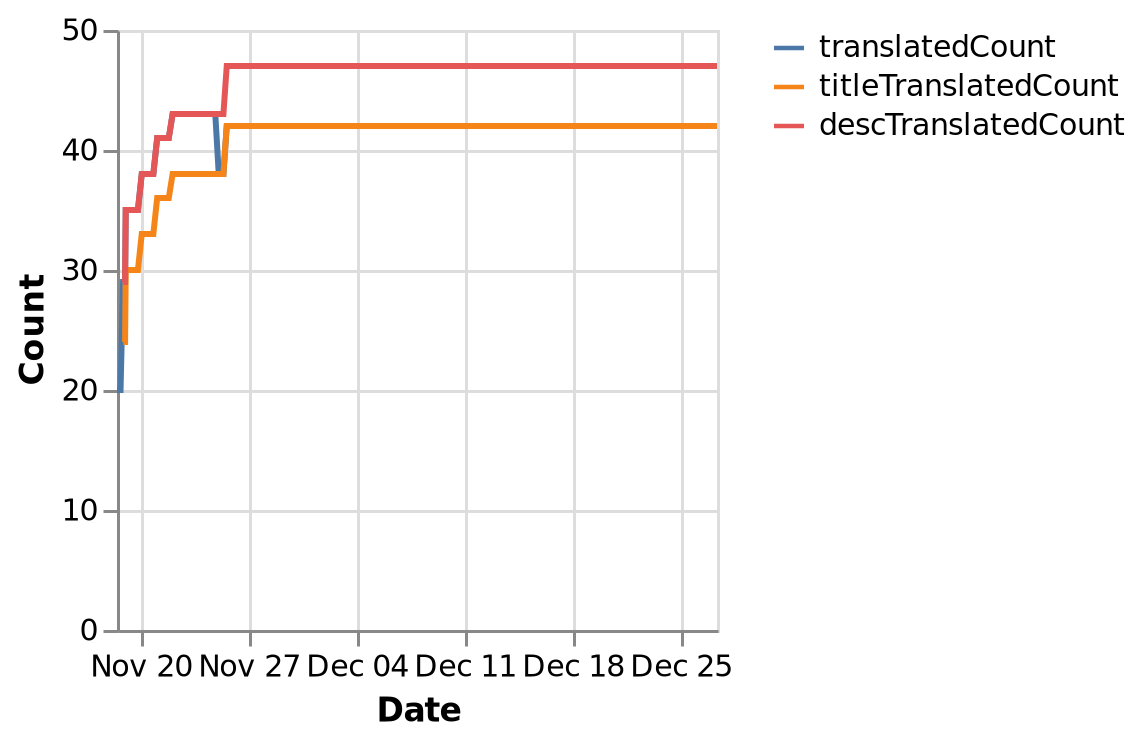 50
40
30
20
10
0
Count
Nov 20 Nov 27 Dec 04 Dec 11 Dec 18 Dec 25
Date
translatedCount
titleTranslatedCount
descTranslatedCount